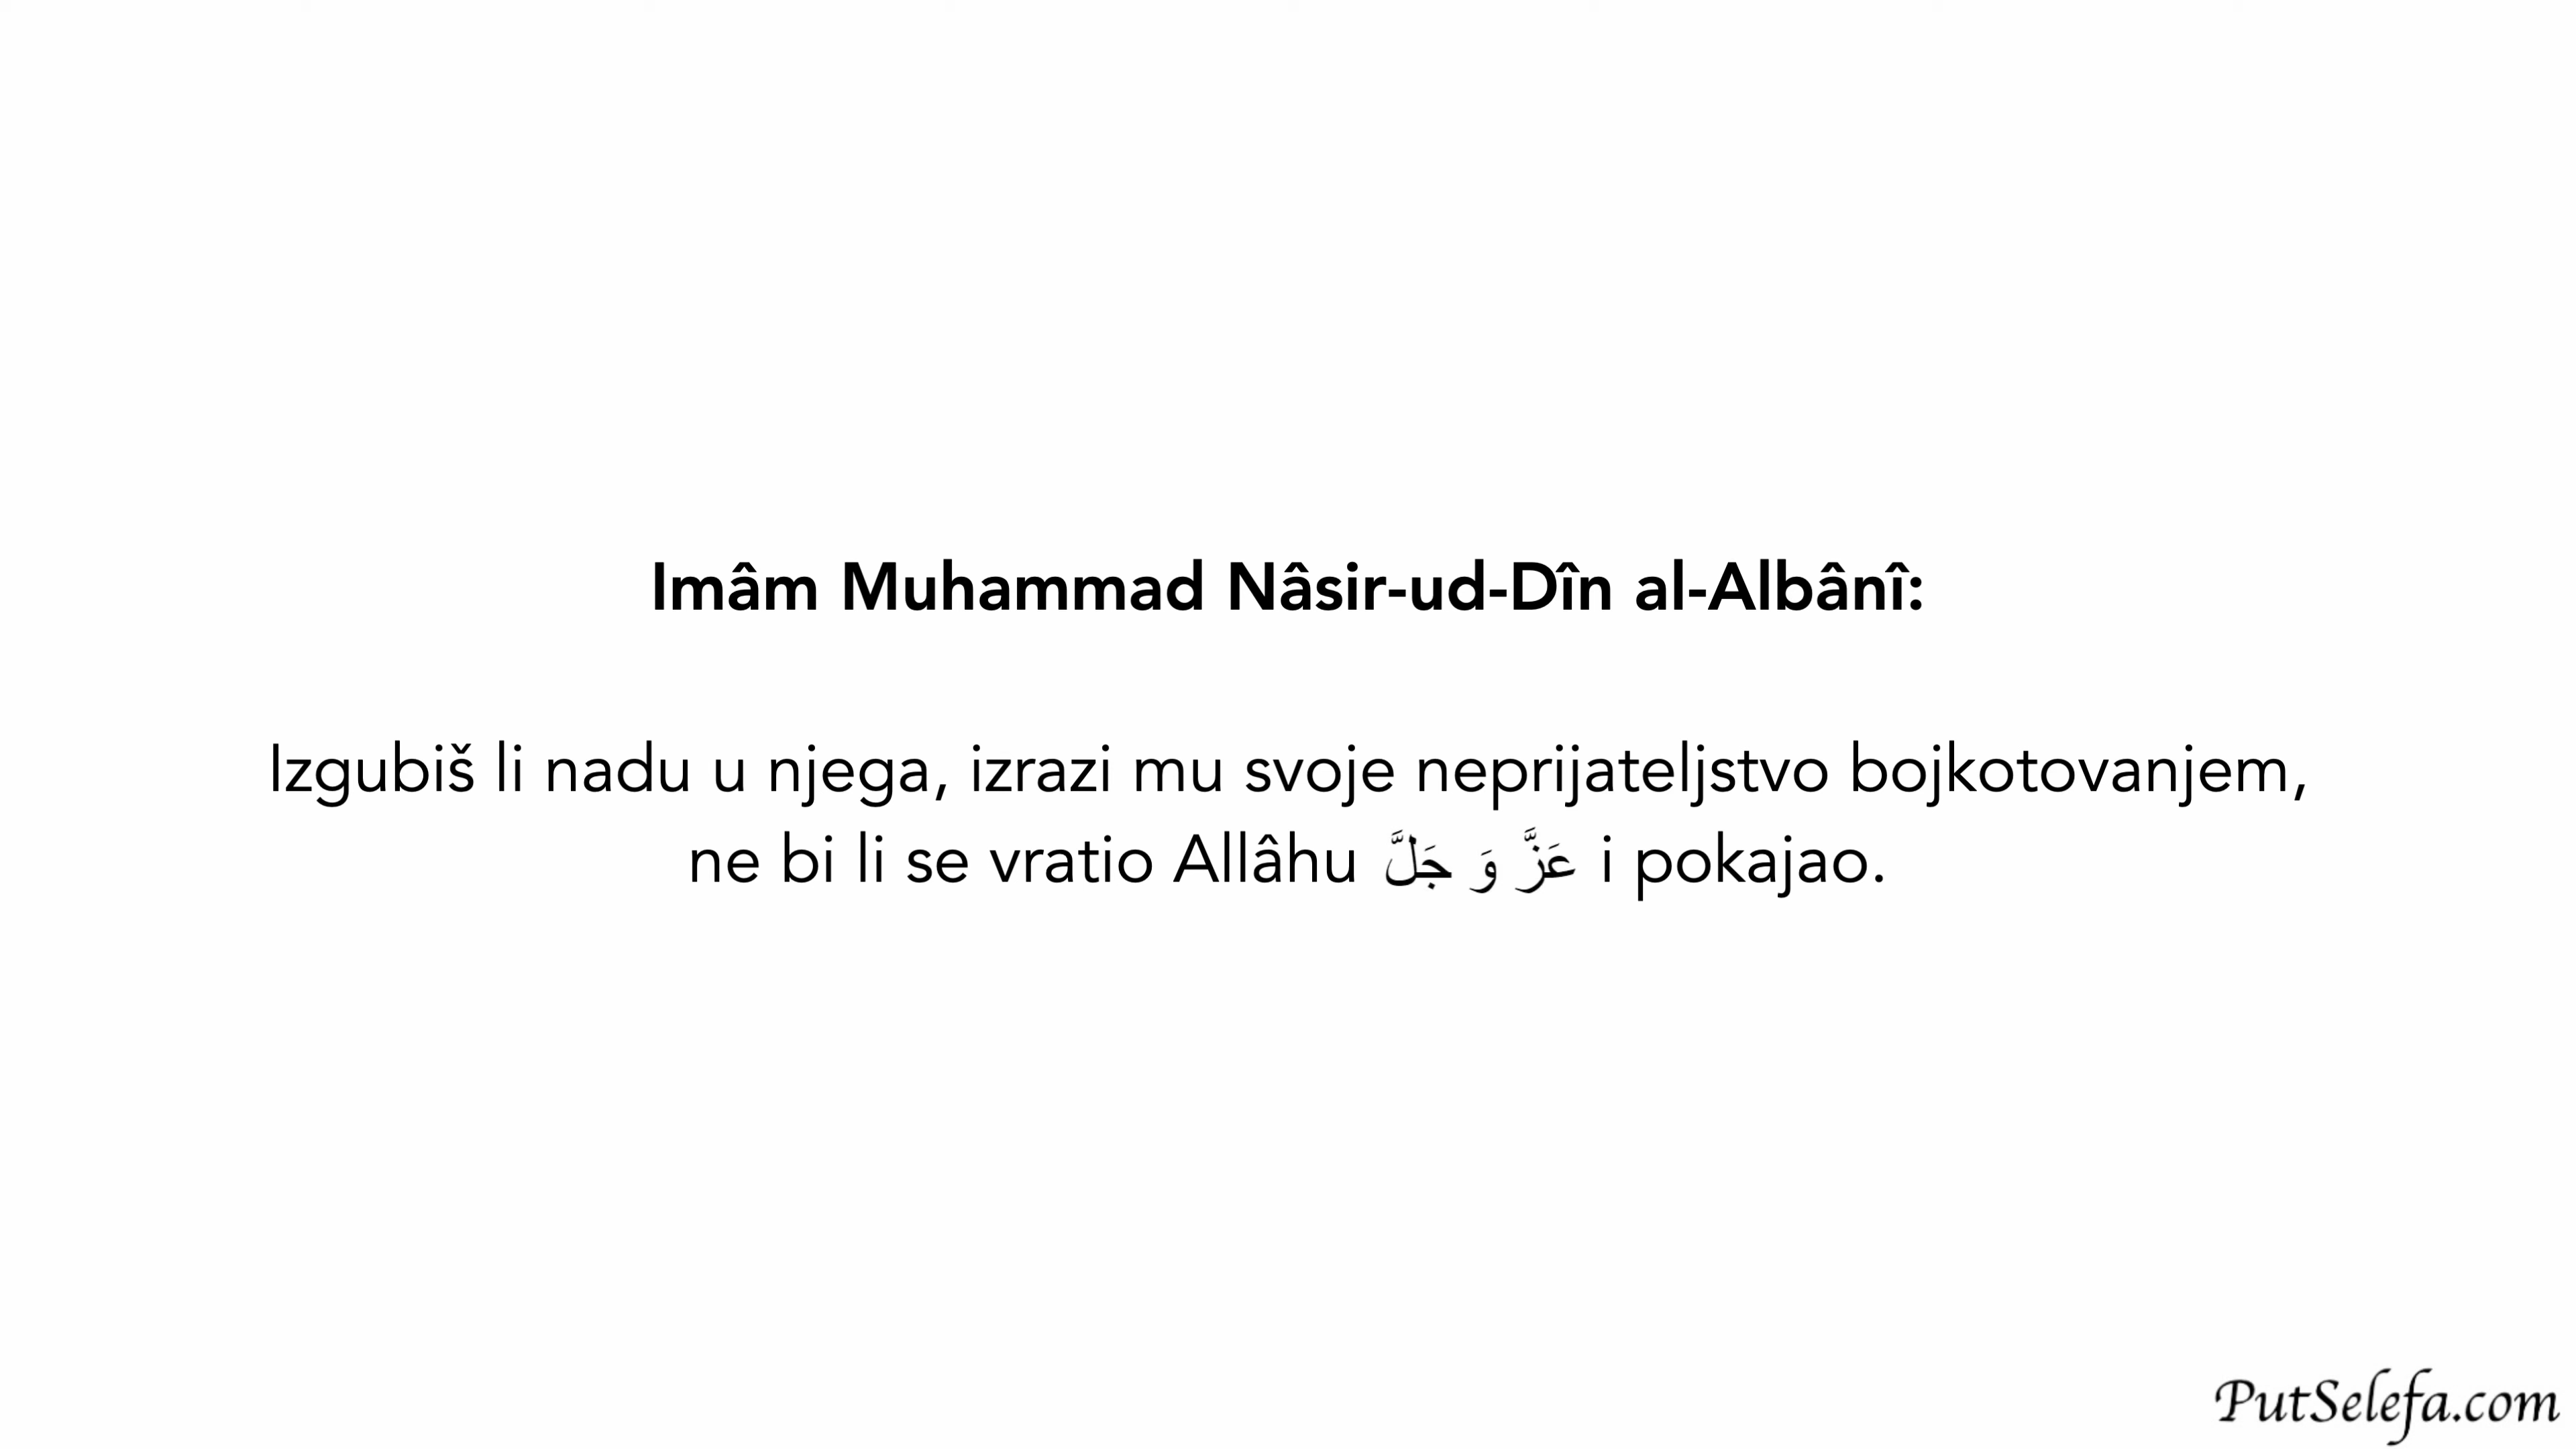 Imâm Muhammad Nâsir-ud-Dîn al-Albânî:
Izgubiš li nadu u njega, izrazi mu svoje neprijateljstvo bojkotovanjem,
ne bi li se vratio Allâhu عَزَّ وَ جَلَّ i pokajao.
PutSelefa.com